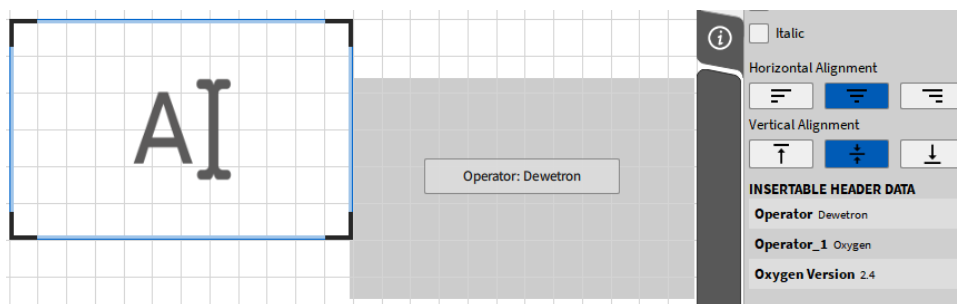 AI
Operator: Dewetron
i
Italic
Horizontal Alignment
Vertical Alignment
INSERTABLE HEADER DATA
Operator Dewetron
Operator_1 Oxygen
Oxygen Version 2.4